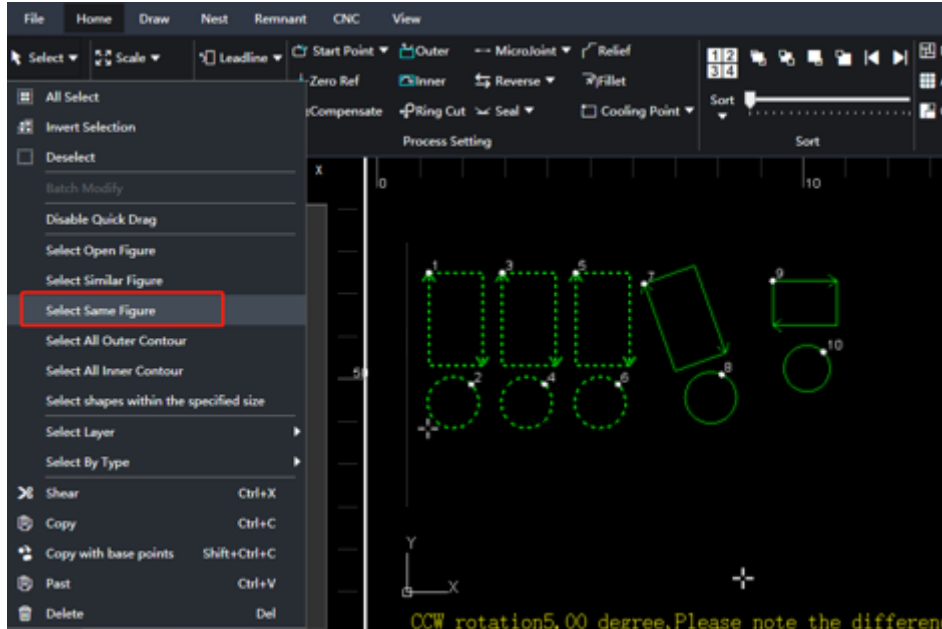 File Home Draw Nest Remnant CNC View
Select Scale Leadline Start Point Outer MicroJoint Relief
Zero Ref Inner Reverse Fillet
Compensate Ring Cut Seal Cooling Point
1 2
3 4
Sort
Process Setting Sort
All Select
Invert Selection
Deselect
Batch Modify
Disable Quick Drag
Select Open Figure
Select Similar Figure
Select Same Figure
Select All Outer Contour
Select All Inner Contour
Select shapes within the specified size
Select Layer
Select By Type
Shear Ctrl+X
Copy Ctrl+C
Copy with base points Shift+Ctrl+C
Past Ctrl+V
Delete Del
X
0 10
1 3 5 7 9
10
2 4 6 8
Y
X
CCW rotation5.00 degree,Please note the differen